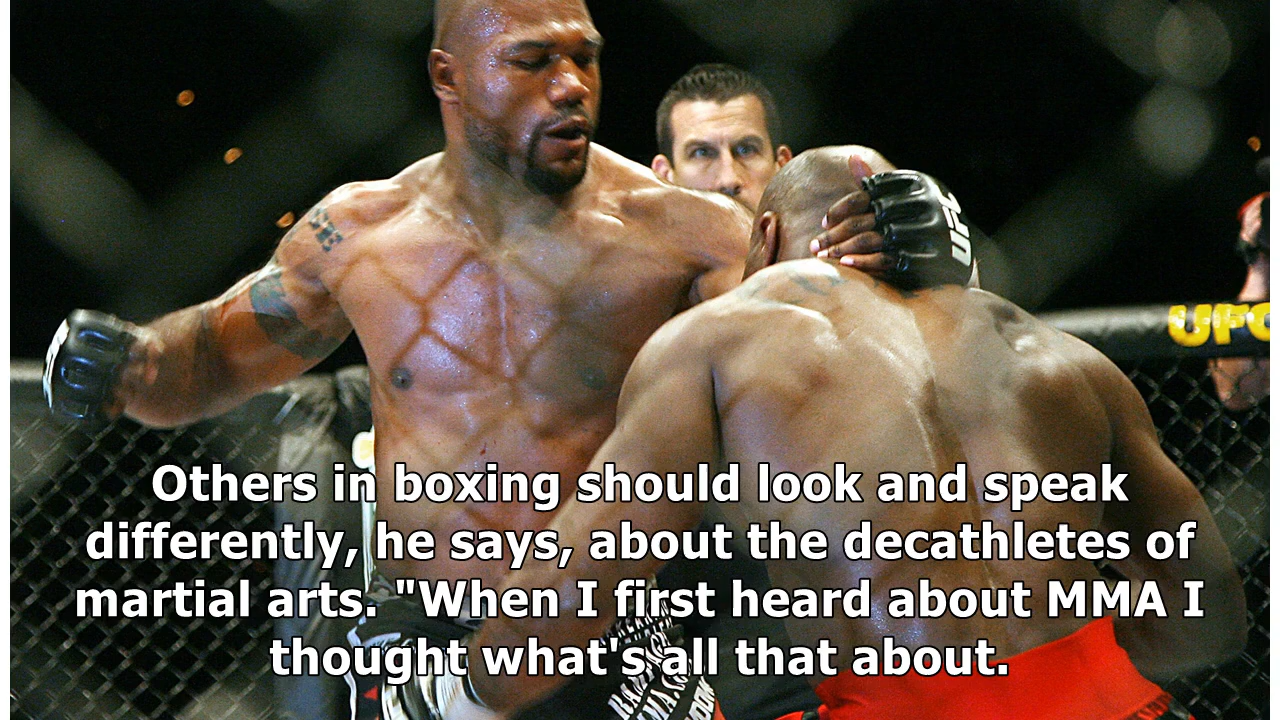 UFC
UFC
Others in boxing should look and speak
differently, he says, about the decathletes of
martial arts. "When I first heard about MMA I
thought what's all that about.